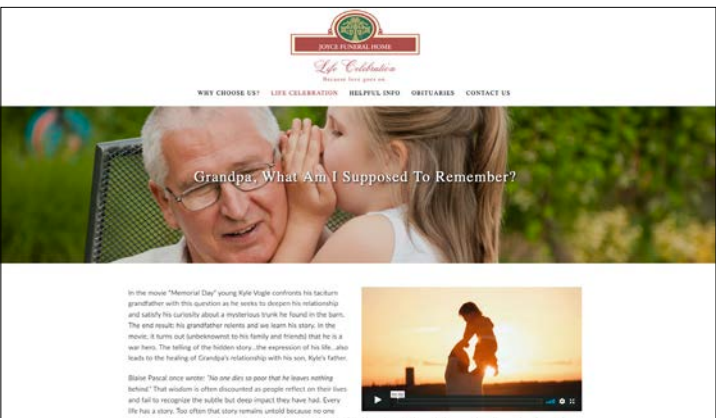 JOYCE FUNERAL HOME
Life Celebration
Because love goes on.
WHY CHOOSE US? LIFE CELEBRATION HELPFUL INFO OBITUARIES CONTACT US
Grandpa, What Am I Supposed To Remember?
In the movie "Memorial Day" young Kyle Vogle confronts his taciturn
grandfather with this question as he seeks to deepen his relationship
and satisfy his curiosity about a mysterious trunk he found in the barn.
The end result: his grandfather relents and we learn his story. In the
movie, it turns out (unbeknownst to his family and friends) that he is a
war hero. The telling of the hidden story...the expression of his life...also
leads to the healing of Grandpa's relationship with his son, Kyle's father.
Blaise Pascal once wrote: "No one dies so poor that he leaves nothing
behind." That wisdom is often discounted as people reflect on their lives
and fail to recognize the subtle but deep impact they have had. Every
life has a story. Too often that story remains untold because no one